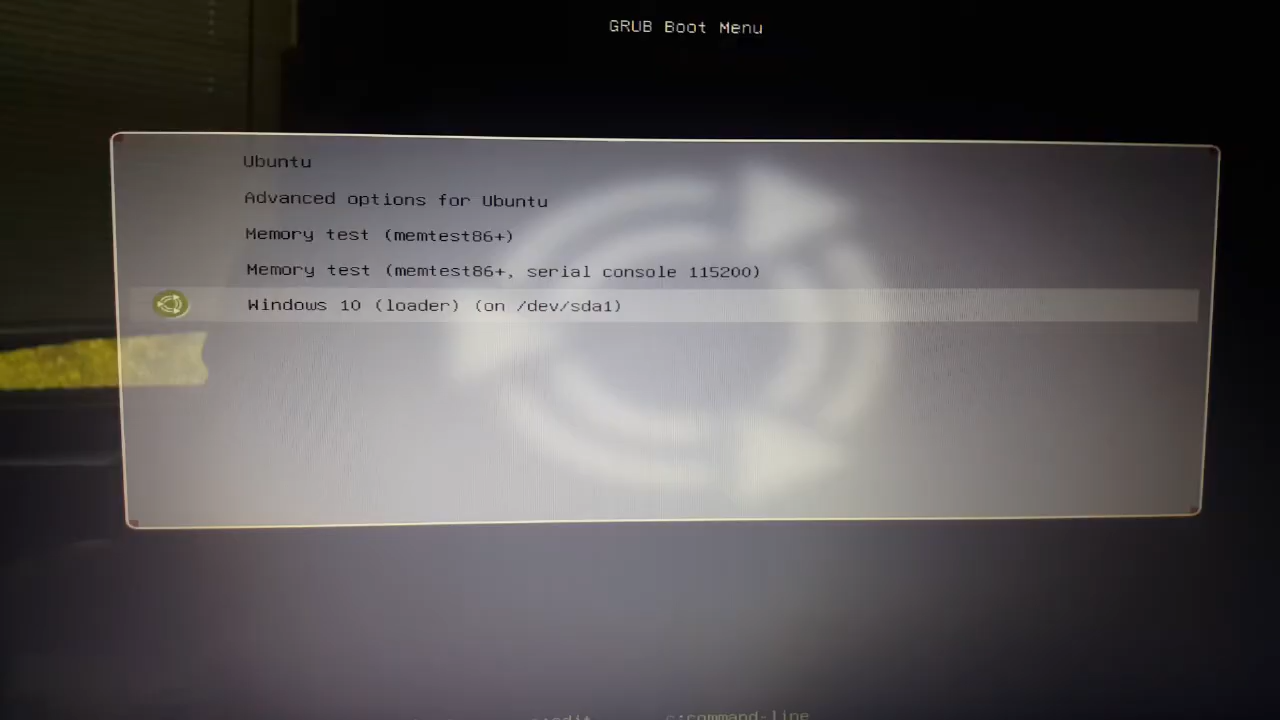 GRUB Boot Menu
Ubuntu
Advanced options for Ubuntu
Memory test (memtest86+)
Memory test (memtest86+, serial console 115200)
Windows 10 (loader) (on /dev/sda1)
c:command-line